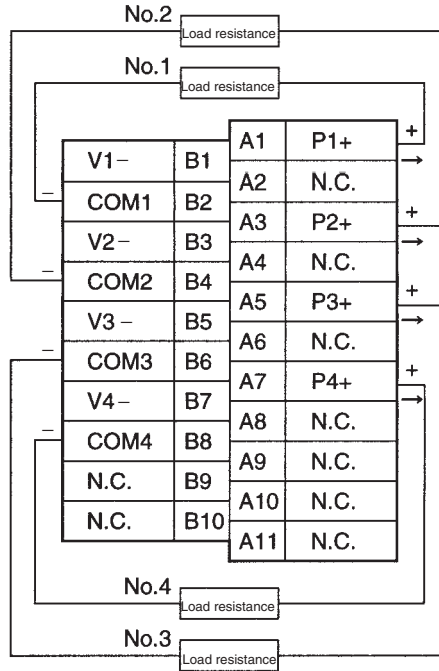 No.2
Load resistance
No.1
Load resistance
A1 P1+ +
V1− B1
→
A2 N.C.
− COM1 B2
A3 P2+ +
V2− B3
→
A4 N.C.
− COM2 B4
A5 P3+ +
V3− B5
→
A6 N.C.
− COM3 B6
A7 P4+ +
V4− B7
→
A8 N.C.
− COM4 B8
A9 N.C.
N.C. B9
A10 N.C.
N.C. B10
A11 N.C.
No.4
Load resistance
No.3
Load resistance